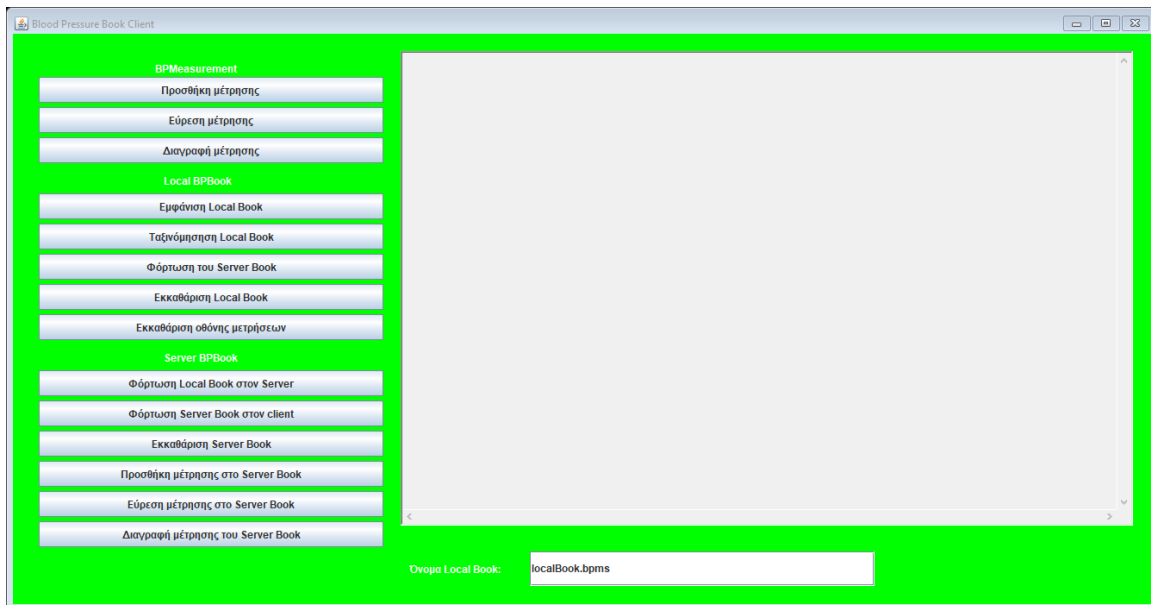 Blood Pressure Book Client
BPMeasurement
Προσθήκη μέτρησης
Εύρεση μέτρησης
Διαγραφή μέτρησης
Local BPBook
Εμφάνιση Local Book
Ταξινόμησηση Local Book
Φόρτωση του Server Book
Εκκαθάριση Local Book
Εκκαθάριση οθόνης μετρήσεων
Server BPBook
Φόρτωση Local Book στον Server
Φόρτωση Server Book στον client
Εκκαθάριση Server Book
Προσθήκη μέτρησης στο Server Book
Εύρεση μέτρησης στο Server Book
Διαγραφή μέτρησης του Server Book
Όνομα Local Book: localBook.bpms